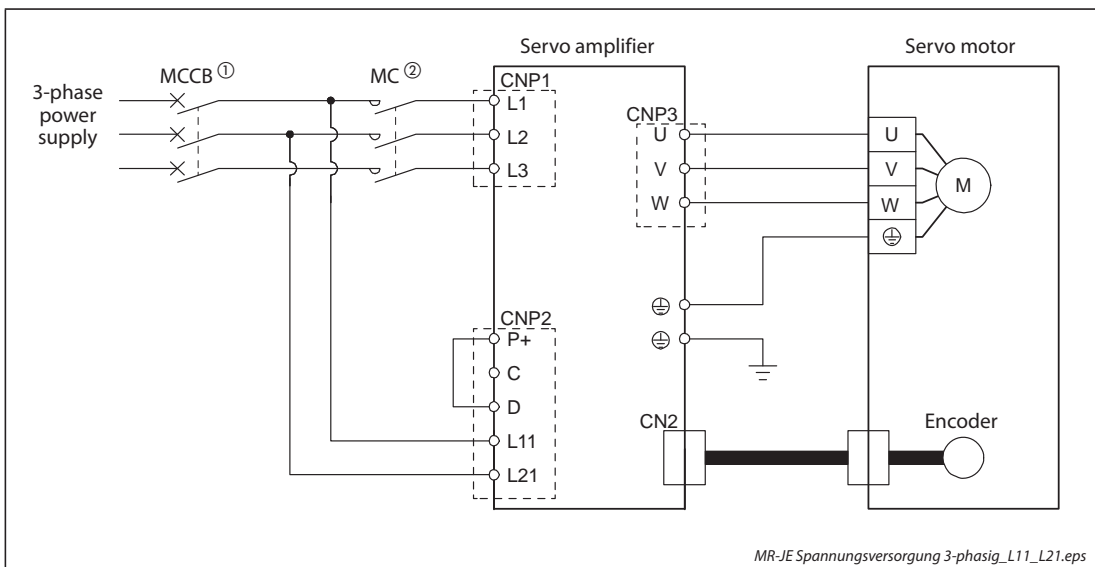 Servo amplifier
Servo motor
MCCB ①
MC ②
3-phase
power
supply
CNP1
L1
L2
L3
CNP3
U
V
W
U
V
W
M
CNP2
P+
C
D
L11
L21
CN2
Encoder
MR-JE Spannungsversorgung 3-phasig_L11_L21.eps